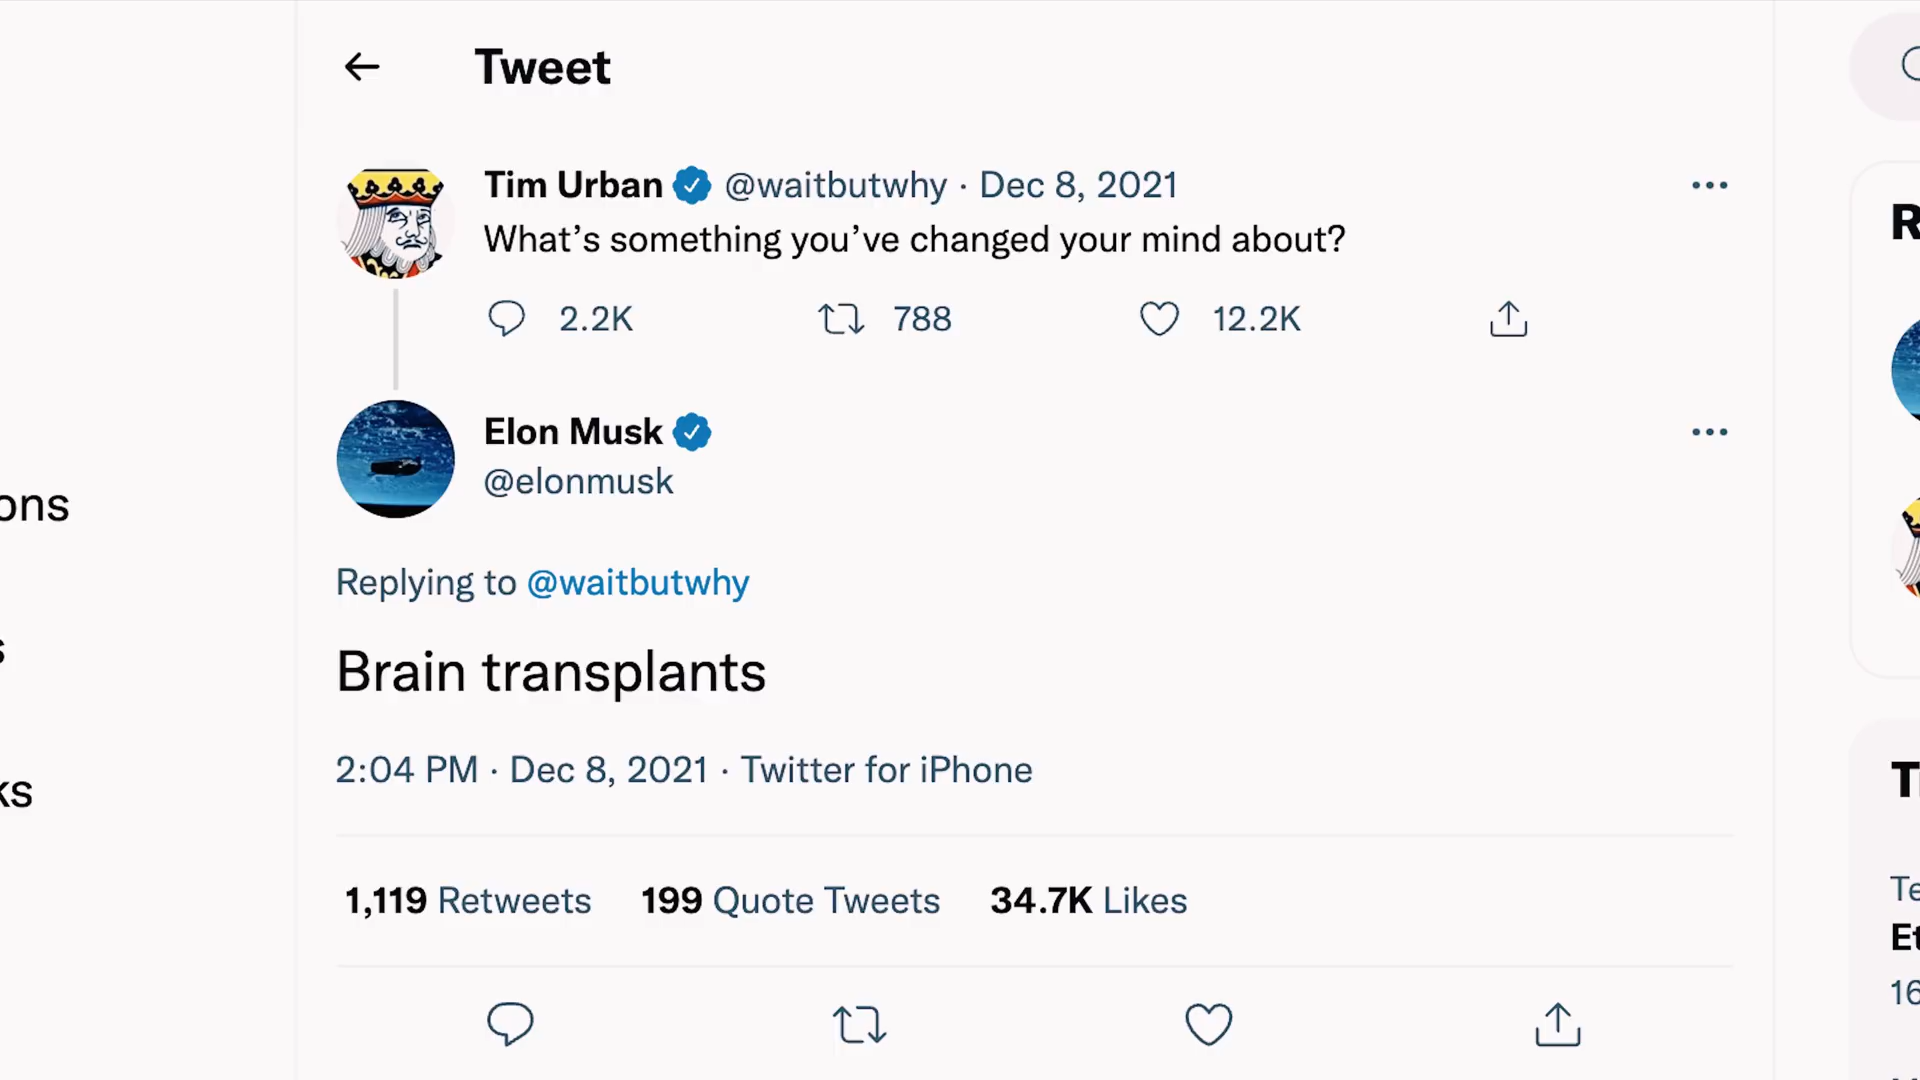 Tweet
Tim Urban @waitbutwhy · Dec 8, 2021
What’s something you’ve changed your mind about?
2.2K 788 12.2K
Elon Musk
@elonmusk
Replying to @waitbutwhy
Brain transplants
2:04 PM · Dec 8, 2021 · Twitter for iPhone
1,119 Retweets 199 Quote Tweets 34.7K Likes